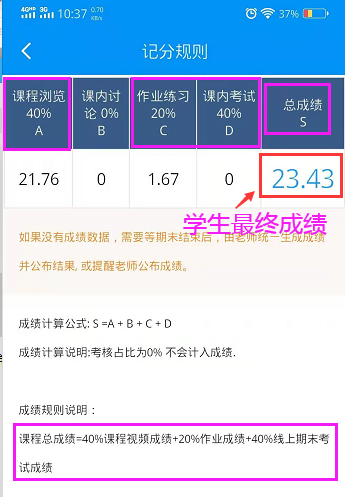 4GHD 3G 10:37 0.70 KB/s 37%
记分规则
课程浏览 课内讨 作业练习 课内考试 总成绩
40% 论 0% 20% 40% S
A B C D
21.76 0 1.67 0 23.43
学生最终成绩
如果没有成绩数据，需要等期末结束后，由老师统一生成成绩
并公布结果, 或提醒老师公布成绩。
成绩计算公式: S =A + B + C + D
成绩计算说明:考核占比为0% 不会计入成绩.
成绩规则说明：
课程总成绩=40%课程视频成绩+20%作业成绩+40%线上期末考
试成绩